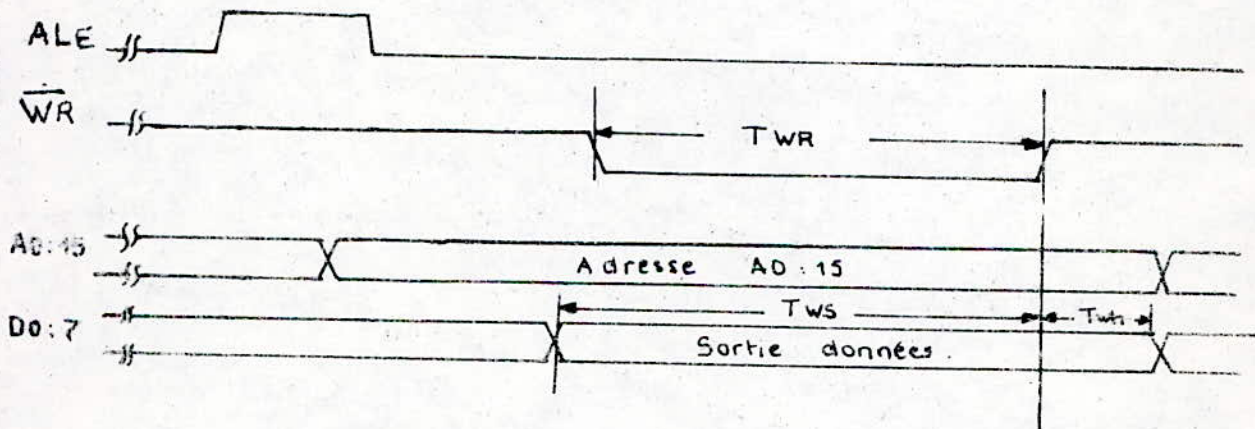 ALE
WR
TWR
A0:15
Adresse A0:15
D0:7
TWS
Twh
Sortie données.